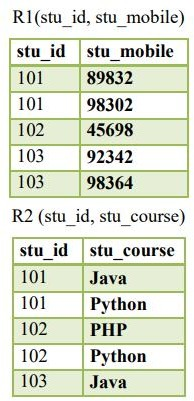 R1(stu_id, stu_mobile)
stu_id stu_mobile
101 89832
101 98302
102 45698
103 92342
103 98364
R2 (stu_id, stu_course)
stu_id stu_course
101 Java
101 Python
102 PHP
102 Python
103 Java